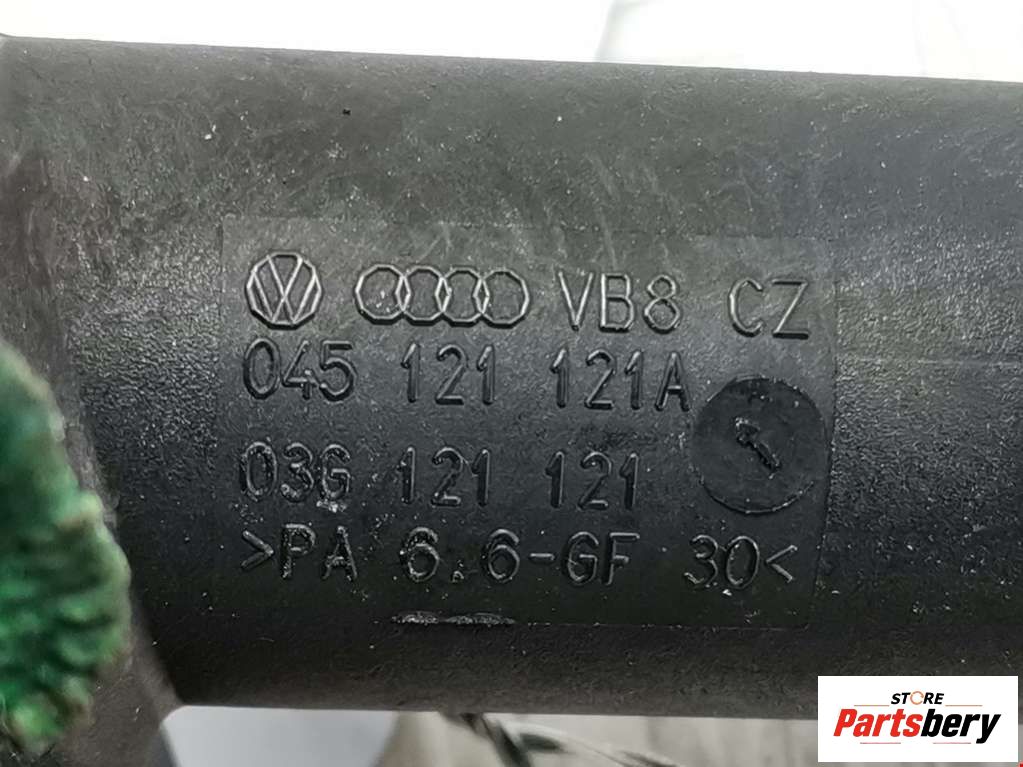 VB8 CZ
045 121 121A
03G 121 121
>PA 6.6-GF 30<
STORE
Partsbery